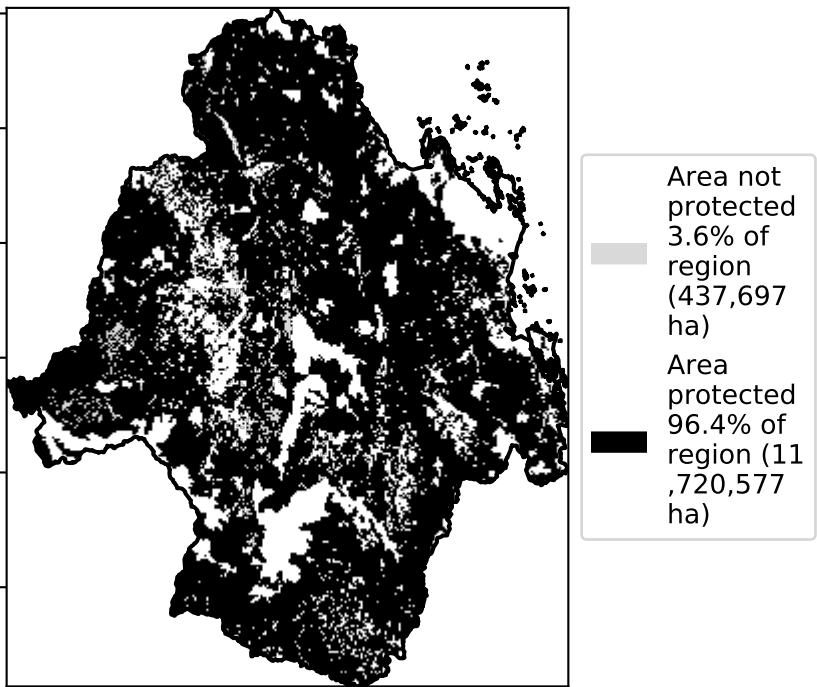 Area not
protected
3.6% of
region
(437,697
ha)
Area
protected
96.4% of
region (11
,720,577
ha)